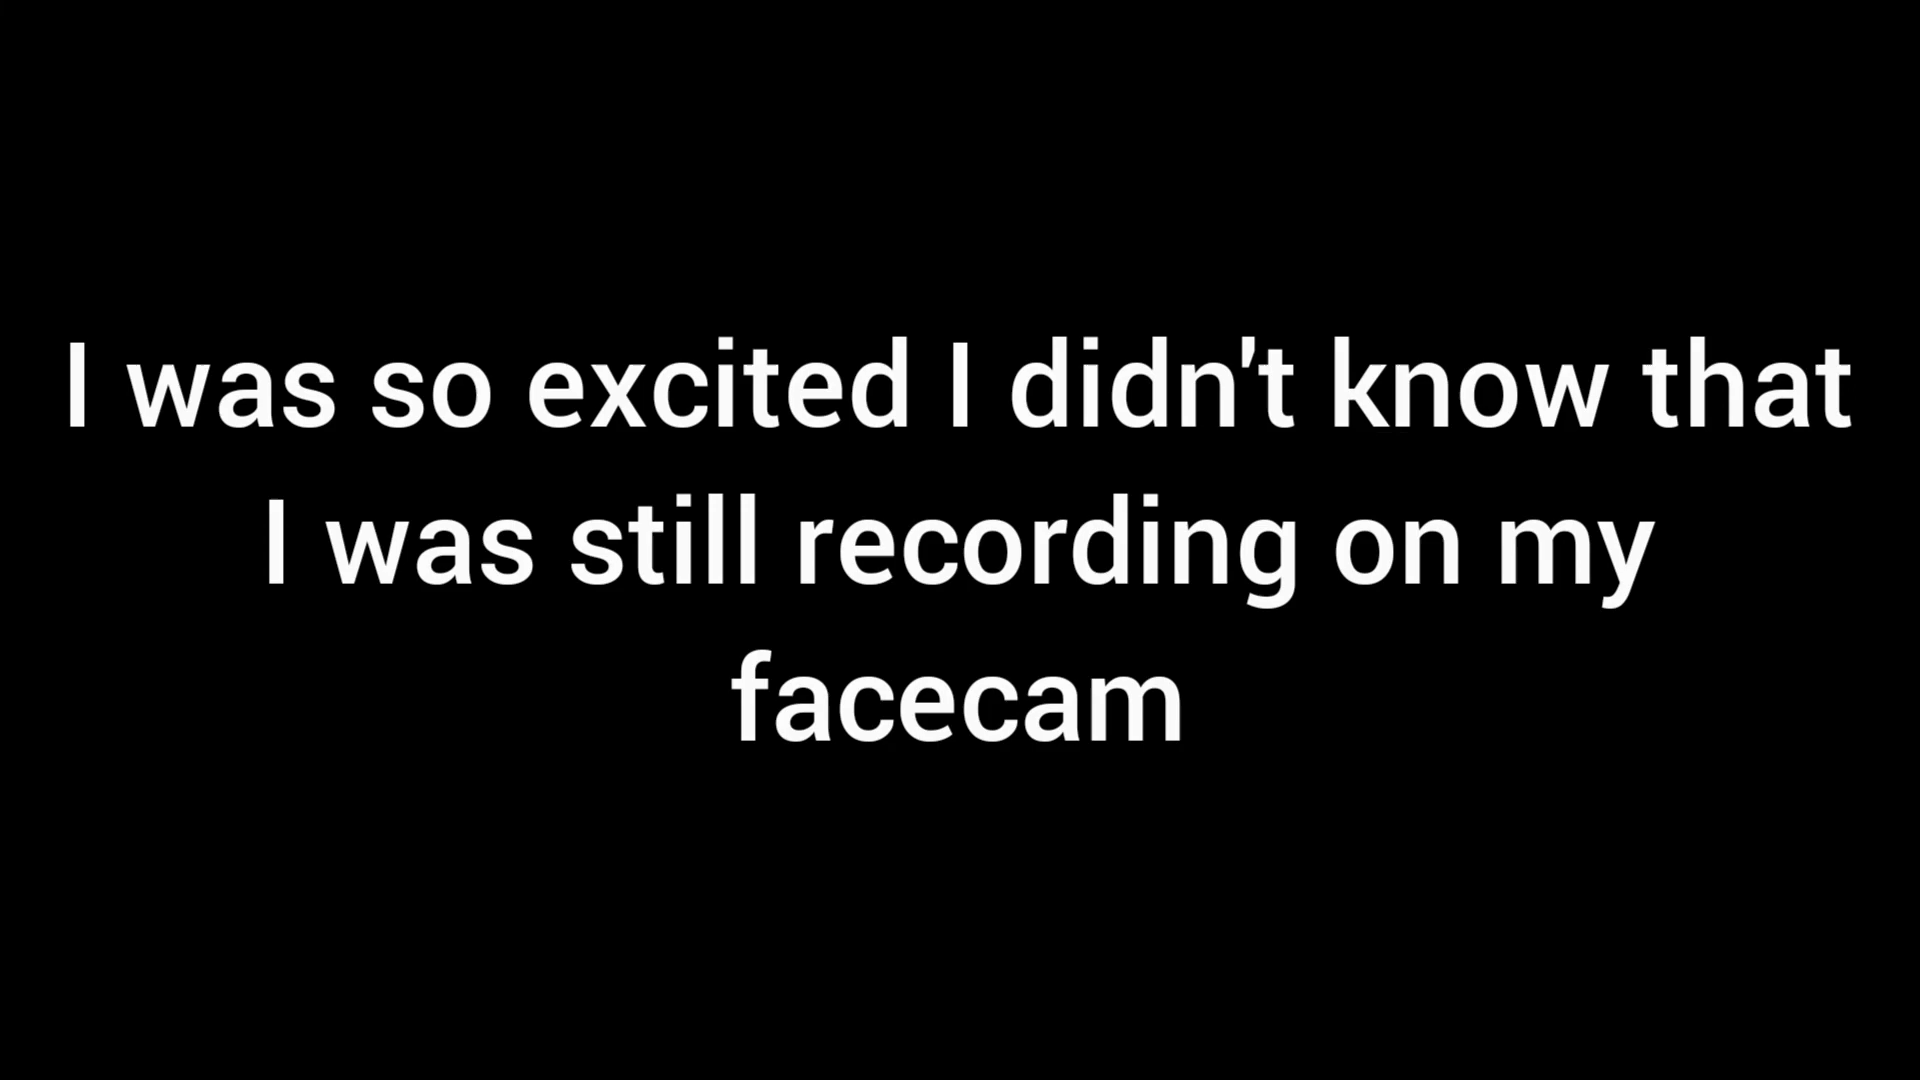 I was so excited I didn't know that
I was still recording on my
facecam